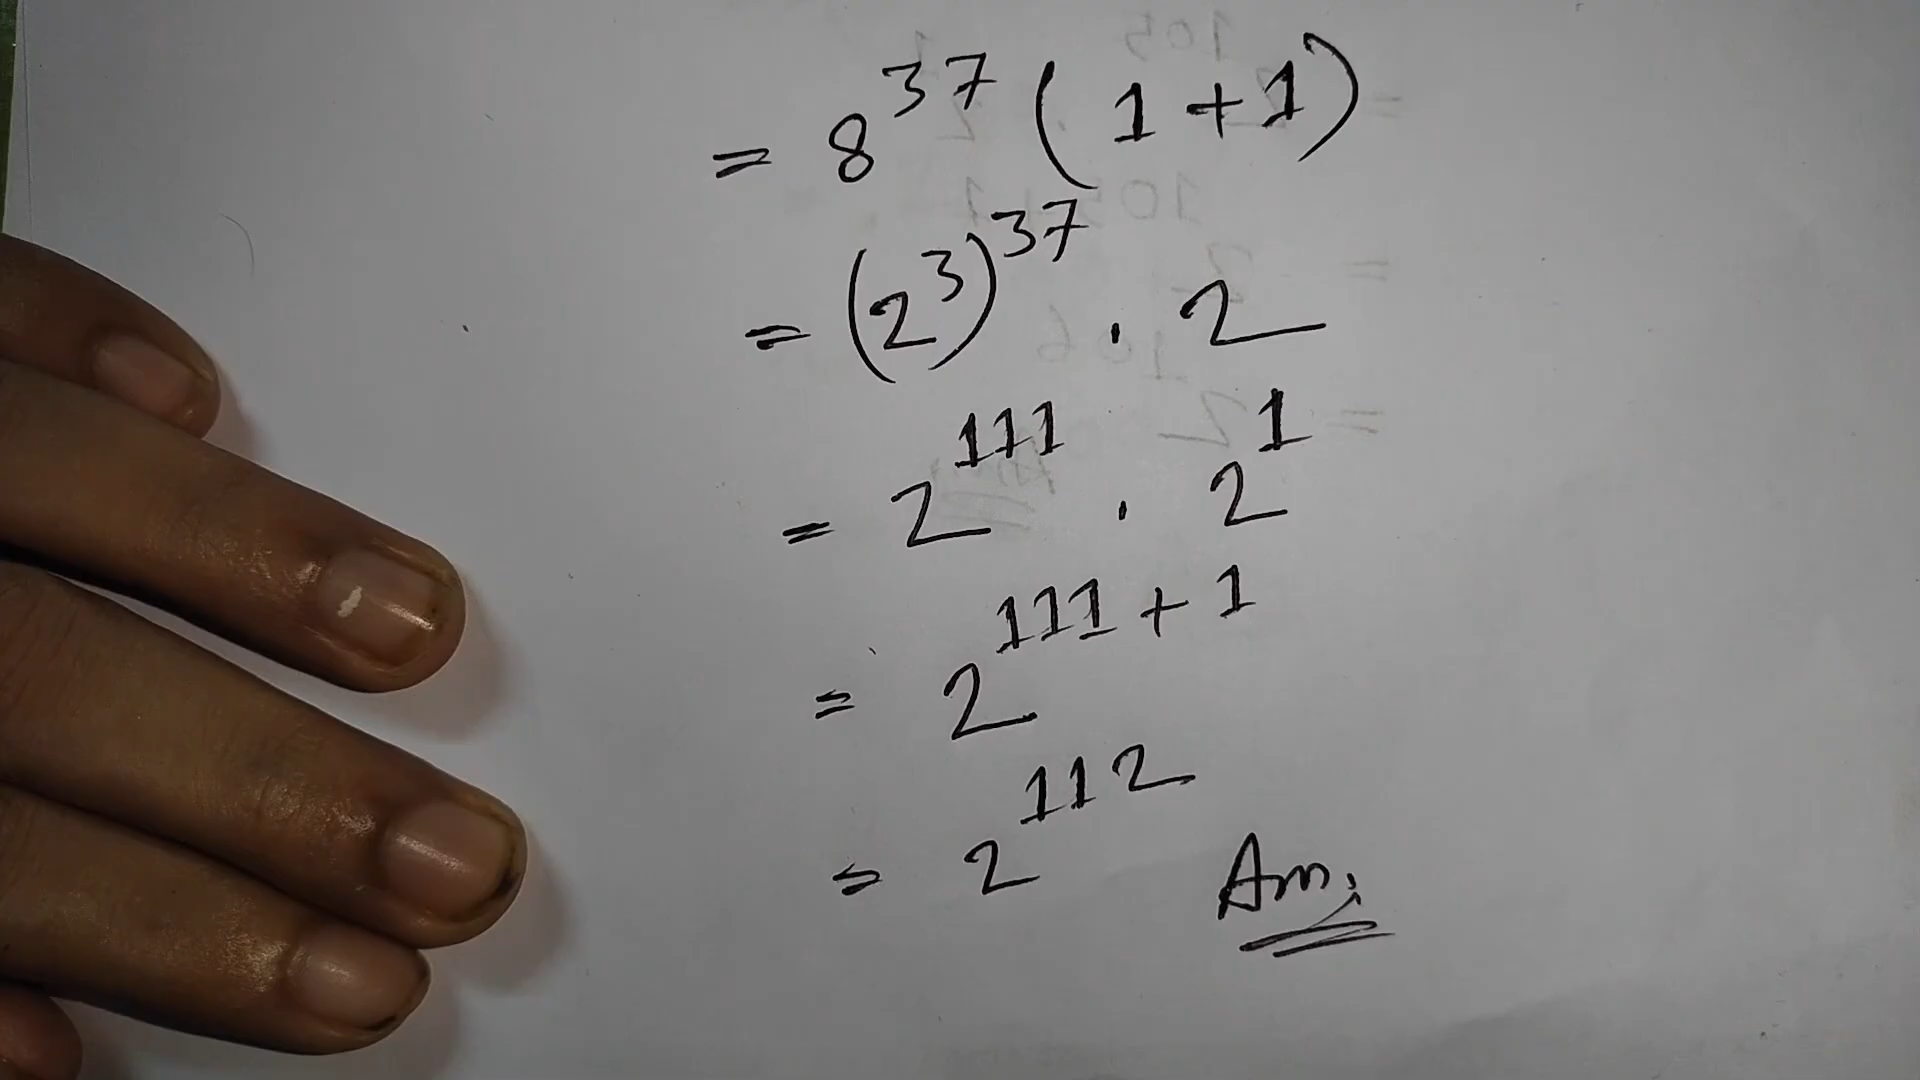 = 8^37 (1+1)
= (2^3)^37 . 2
= 2^111 . 2^1
= 2^111+1
= 2^112 Ans.